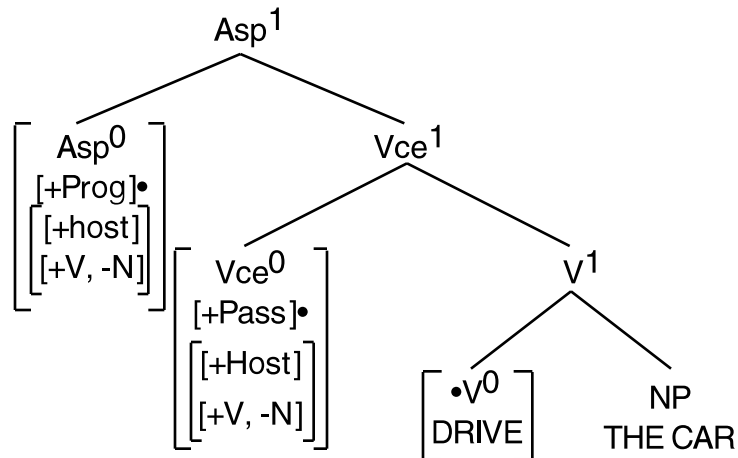 Asp¹
Asp⁰ Vce¹
[+Prog]•
[+host]
[+V, -N]
Vce⁰ V¹
[+Pass]•
[+Host]
[+V, -N]
•V⁰ NP
DRIVE THE CAR